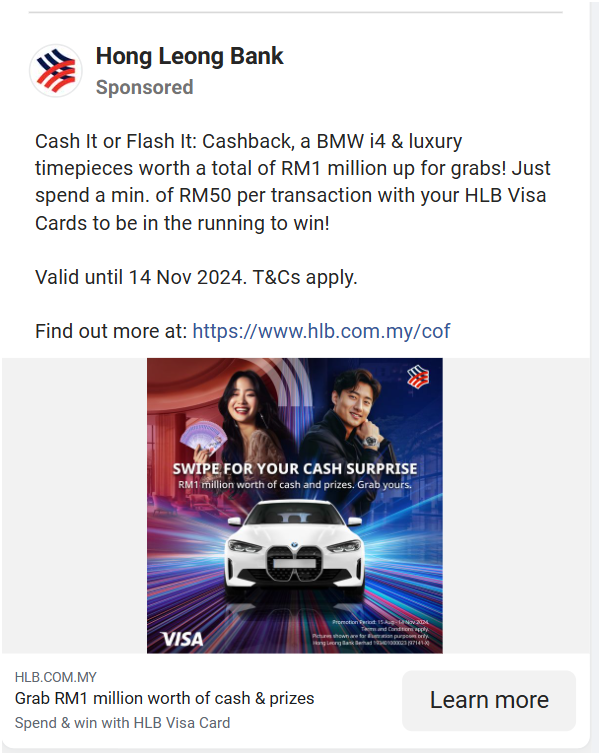 Hong Leong Bank
Sponsored
Cash It or Flash It: Cashback, a BMW i4 & luxury
timepieces worth a total of RM1 million up for grabs! Just
spend a min. of RM50 per transaction with your HLB Visa
Cards to be in the running to win!
Valid until 14 Nov 2024. T&Cs apply.
Find out more at: https://www.hlb.com.my/cof
SWIPE FOR YOUR CASH SURPRISE
RM1 million worth of cash and prizes. Grab yours.
Promotion Period: 15 Aug - 14 Nov 2024.
Terms and Conditions apply.
Pictures shown are for illustration purposes only.
Hong Leong Bank Berhad 193401000023 (97141-X)
VISA
HLB.COM.MY
Grab RM1 million worth of cash & prizes
Spend & win with HLB Visa Card
Learn more